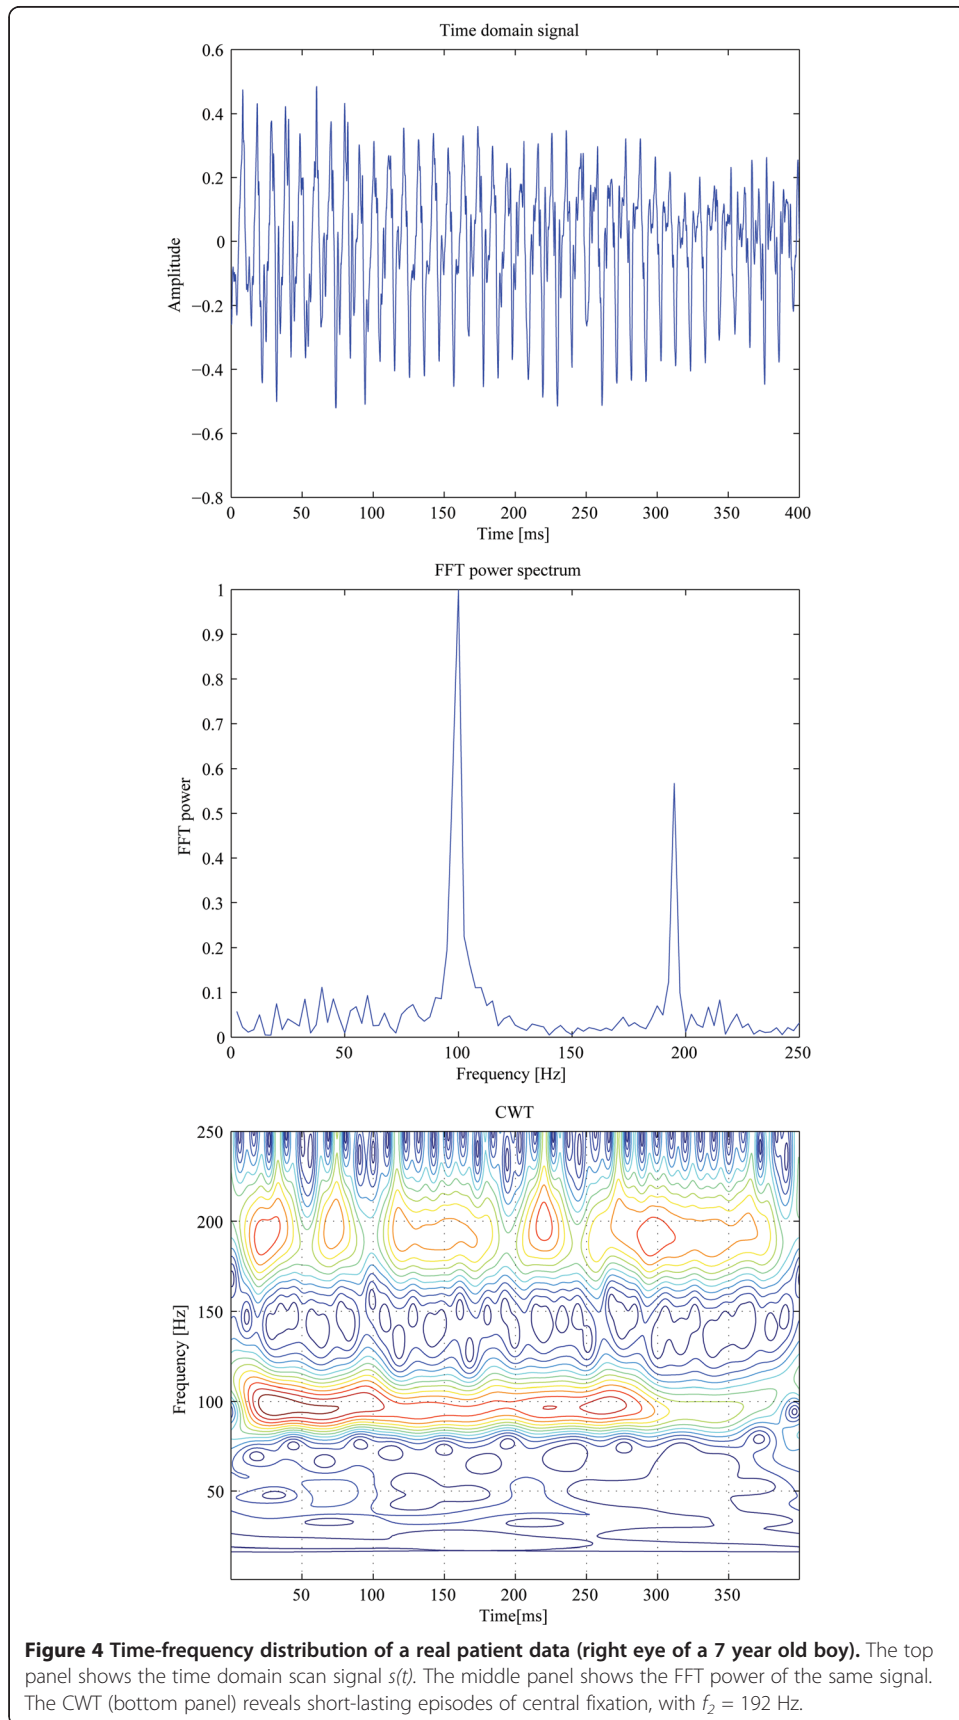 Time domain signal
0.6
0.4
0.2
0
−0.2
−0.4
−0.6
−0.8
Amplitude
0 50 100 150 200 250 300 350 400
Time [ms]
FFT power spectrum
1
0.9
0.8
0.7
0.6
0.5
0.4
0.3
0.2
0.1
0
FFT power
0 50 100 150 200 250
Frequency [Hz]
CWT
250
200
150
100
50
Frequency [Hz]
50 100 150 200 250 300 350
Time[ms]
Figure 4 Time-frequency distribution of a real patient data (right eye of a 7 year old boy). The top
panel shows the time domain scan signal s(t). The middle panel shows the FFT power of the same signal.
The CWT (bottom panel) reveals short-lasting episodes of central fixation, with f₂ = 192 Hz.